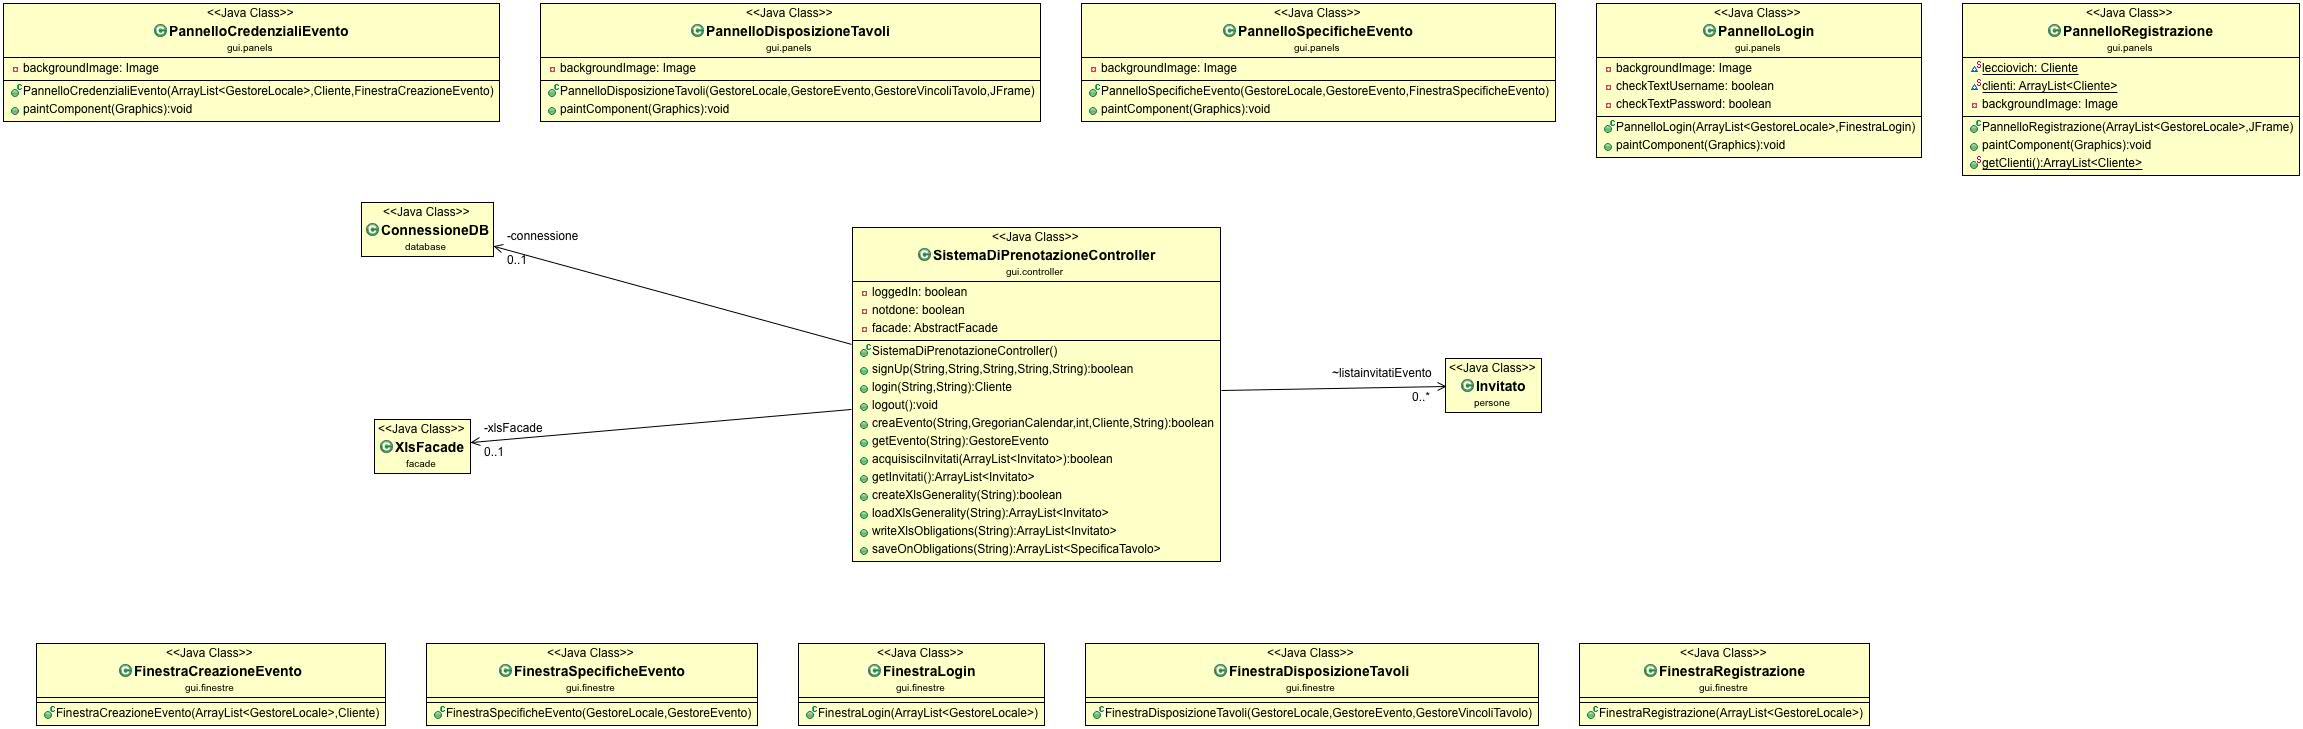 <<Java Class>>
PannelloCredenzialiEvento
gui.panels
backgroundImage: Image
PannelloCredenzialiEvento(ArrayList<GestoreLocale>,Cliente,FinestraCreazioneEvento)
paintComponent(Graphics):void
<<Java Class>>
PannelloDisposizioneTavoli
gui.panels
backgroundImage: Image
PannelloDisposizioneTavoli(GestoreLocale,GestoreEvento,GestoreVincoliTavolo,JFrame)
paintComponent(Graphics):void
<<Java Class>>
PannelloSpecificheEvento
gui.panels
backgroundImage: Image
PannelloSpecificheEvento(GestoreLocale,GestoreEvento,FinestraSpecificheEvento)
paintComponent(Graphics):void
<<Java Class>>
PannelloLogin
gui.panels
backgroundImage: Image
checkTextUsername: boolean
checkTextPassword: boolean
PannelloLogin(ArrayList<GestoreLocale>,FinestraLogin)
paintComponent(Graphics):void
<<Java Class>>
PannelloRegistrazione
gui.panels
lecciovich: Cliente
clienti: ArrayList<Cliente>
backgroundImage: Image
PannelloRegistrazione(ArrayList<GestoreLocale>,JFrame)
paintComponent(Graphics):void
getClienti():ArrayList<Cliente>
<<Java Class>>
ConnessioneDB
database
-connessione
0..1
<<Java Class>>
SistemaDiPrenotazioneController
gui.controller
loggedIn: boolean
notdone: boolean
facade: AbstractFacade
SistemaDiPrenotazioneController()
signUp(String,String,String,String,String):boolean
login(String,String):Cliente
logout():void
creaEvento(String,GregorianCalendar,int,Cliente,String):boolean
getEvento(String):GestoreEvento
acquisisciInvitati(ArrayList<Invitato>):boolean
getInvitati():ArrayList<Invitato>
createXlsGenerality(String):boolean
loadXlsGenerality(String):ArrayList<Invitato>
writeXlsObligations(String):ArrayList<Invitato>
saveOnObligations(String):ArrayList<SpecificaTavolo>
~listainvitatiEvento
0..*
<<Java Class>>
Invitato
persone
<<Java Class>>
XlsFacade
facade
-xlsFacade
0..1
<<Java Class>>
FinestraCreazioneEvento
gui.finestre
FinestraCreazioneEvento(ArrayList<GestoreLocale>,Cliente)
<<Java Class>>
FinestraSpecificheEvento
gui.finestre
FinestraSpecificheEvento(GestoreLocale,GestoreEvento)
<<Java Class>>
FinestraLogin
gui.finestre
FinestraLogin(ArrayList<GestoreLocale>)
<<Java Class>>
FinestraDisposizioneTavoli
gui.finestre
FinestraDisposizioneTavoli(GestoreLocale,GestoreEvento,GestoreVincoliTavolo)
<<Java Class>>
FinestraRegistrazione
gui.finestre
FinestraRegistrazione(ArrayList<GestoreLocale>)